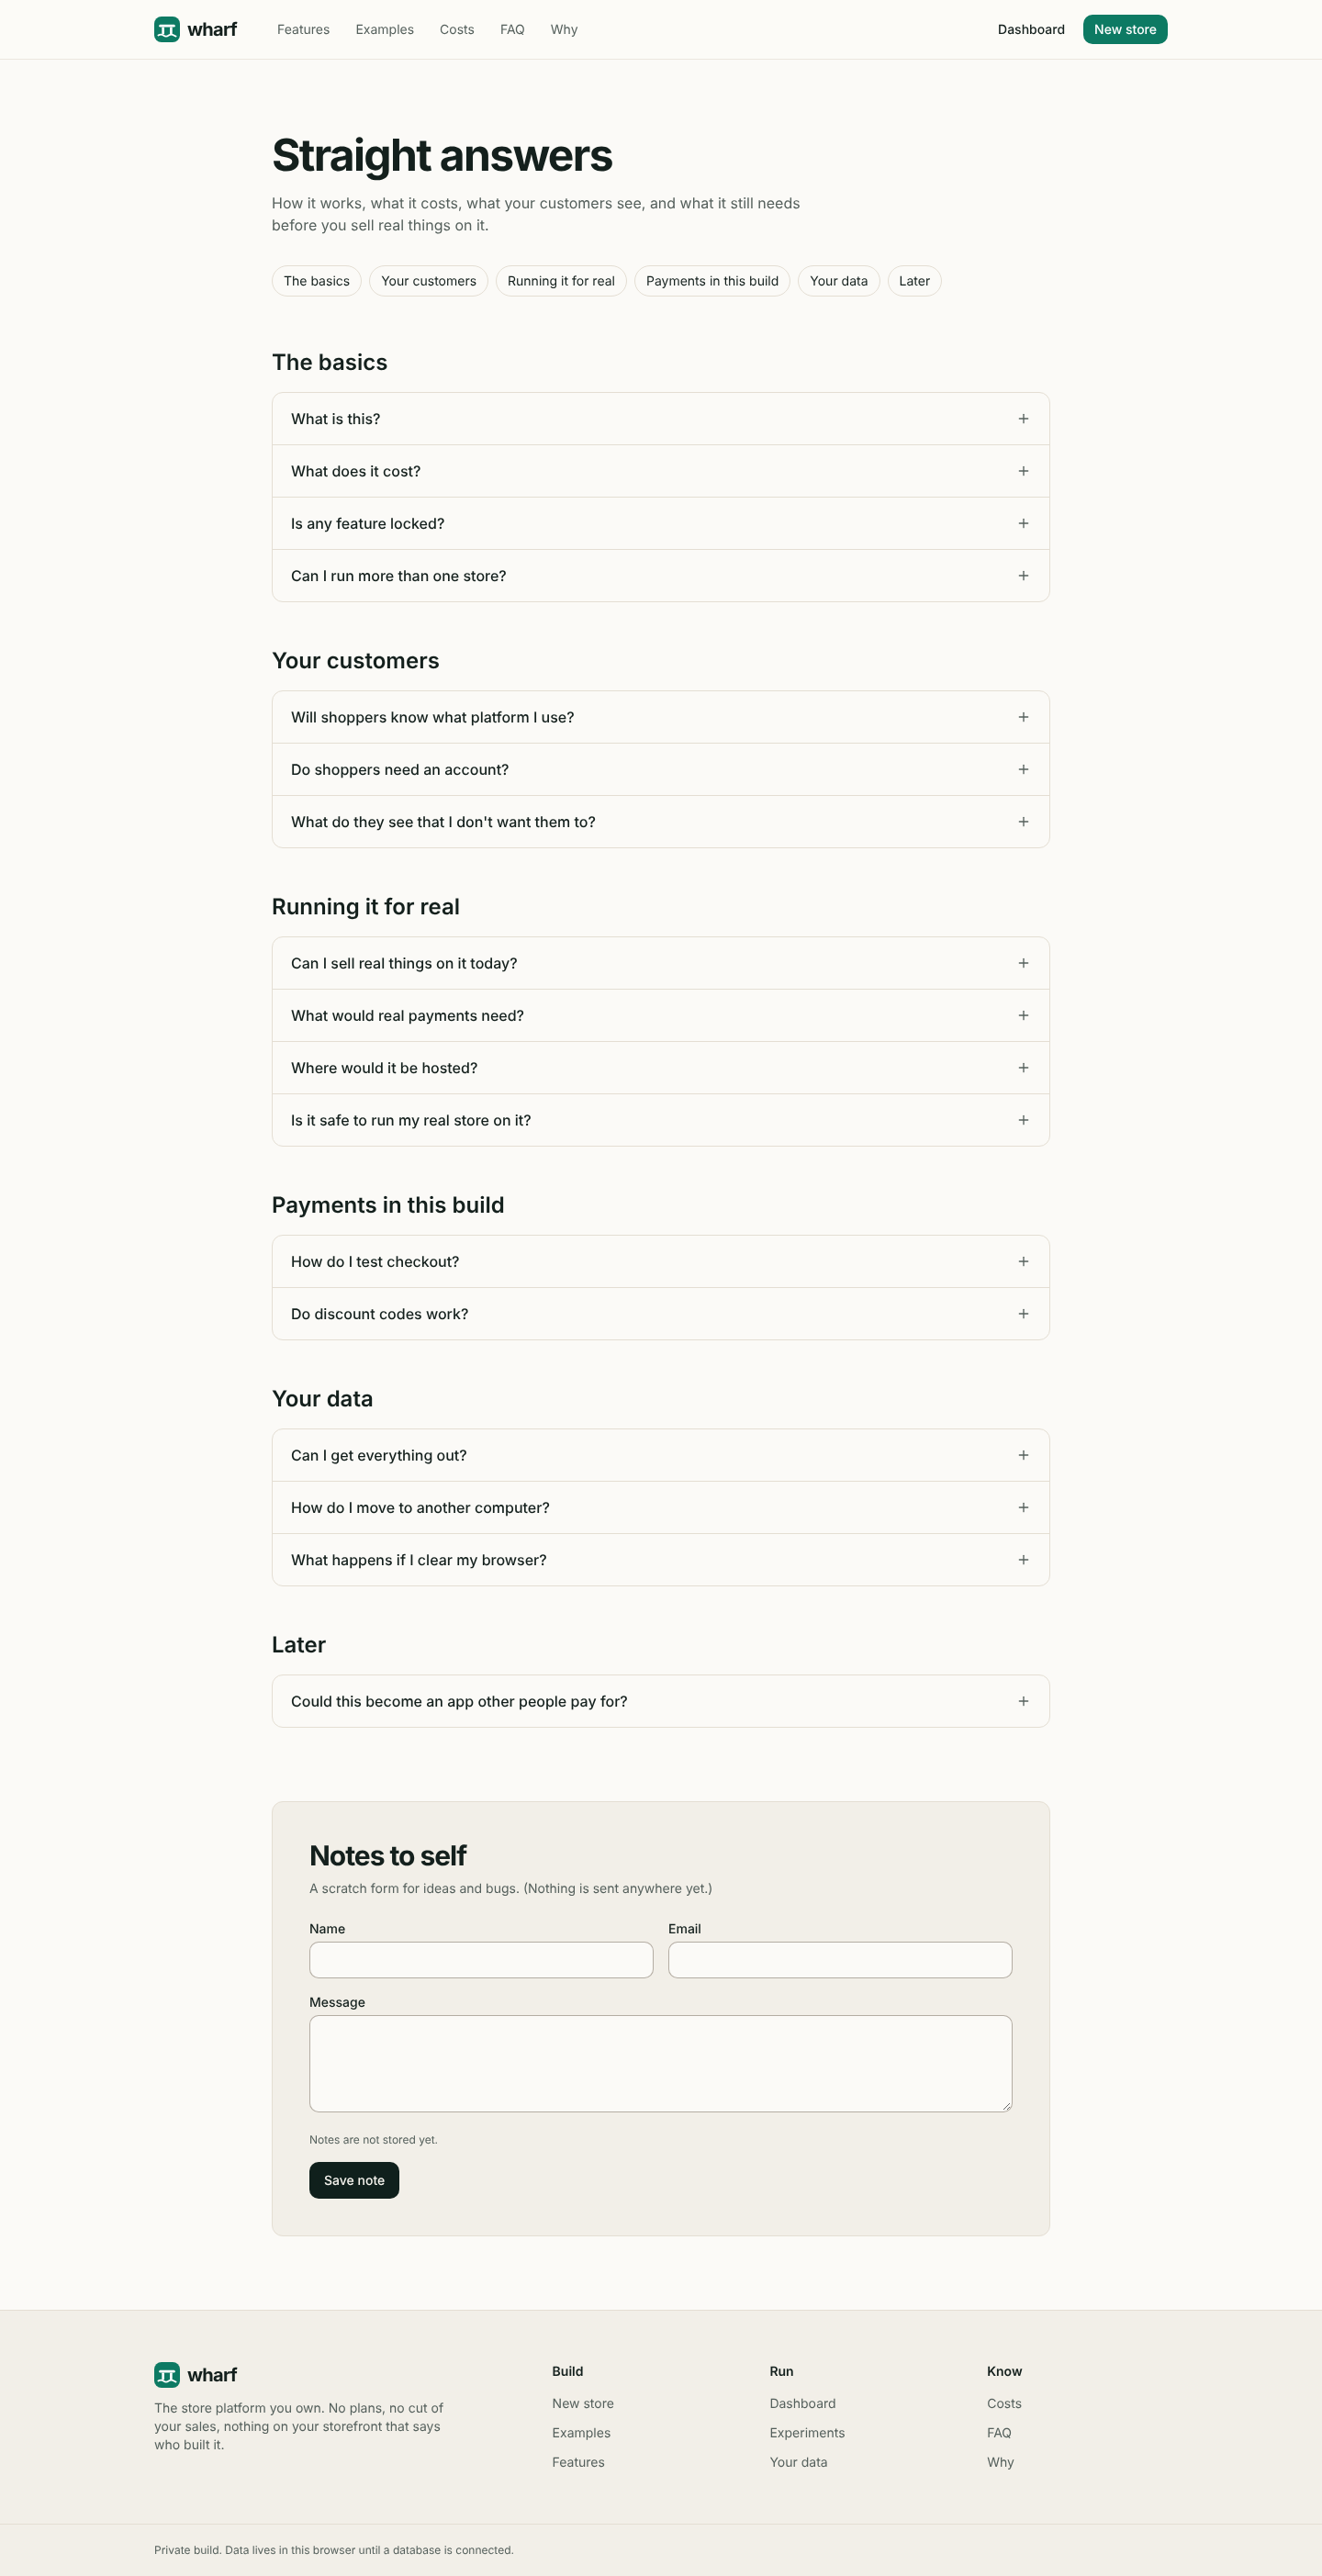 wharf
Features
Examples
Costs
FAQ
Why
Dashboard
New store
Straight answers
How it works, what it costs, what your customers see, and what it still needs
before you sell real things on it.
The basics
Your customers
Running it for real
Payments in this build
Your data
Later
The basics
What is this?
What does it cost?
Is any feature locked?
Can I run more than one store?
Your customers
Will shoppers know what platform I use?
Do shoppers need an account?
What do they see that I don't want them to?
Running it for real
Can I sell real things on it today?
What would real payments need?
Where would it be hosted?
Is it safe to run my real store on it?
Payments in this build
How do I test checkout?
Do discount codes work?
Your data
Can I get everything out?
How do I move to another computer?
What happens if I clear my browser?
Later
Could this become an app other people pay for?
Notes to self
A scratch form for ideas and bugs. (Nothing is sent anywhere yet.)
Name
Email
Message
Notes are not stored yet.
Save note
wharf
The store platform you own. No plans, no cut of
your sales, nothing on your storefront that says
who built it.
Build
New store
Examples
Features
Run
Dashboard
Experiments
Your data
Know
Costs
FAQ
Why
Private build. Data lives in this browser until a database is connected.